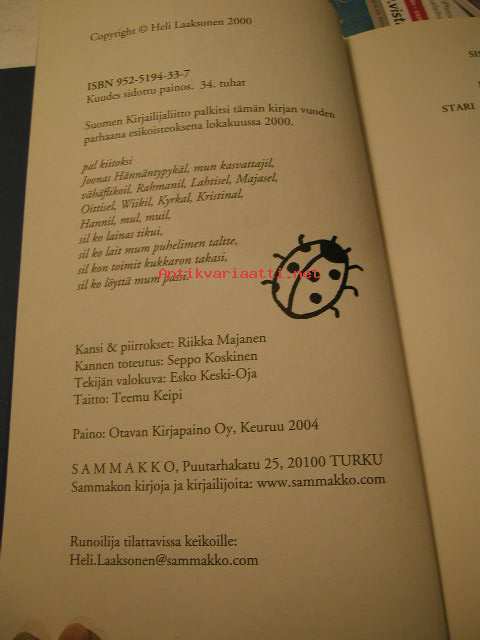 Copyright © Heli Laaksonen 2000
ISBN 952-5194-33-7
Kuudes sidottu painos. 34. tuhat
Suomen Kirjailijaliitto palkitsi tämän kirjan vuoden
parhaana esikoisteoksena lokakuussa 2000.
pal kiitoksi
Joonas Hännäntypykäl, mun kasvattajil,
vähäffikoil, Rahmanil, Lahtisel, Majasel,
Oittisel, Wiikil, Kyrkal, Kristinal,
Hannil, mul, muil,
sil ko lainas tikui,
sil ko lait mum puhelimen taltte,
sil kon toimit kukkaron takasi,
sil ko löyttä mum passi.
Antikvariaatti.net
Kansi & piirrokset: Riikka Majanen
Kannen toteutus: Seppo Koskinen
Tekijän valokuva: Esko Keski-Oja
Taitto: Teemu Keipi
Paino: Otavan Kirjapaino Oy, Keuruu 2004
SAMMAKKO, Puutarhakatu 25, 20100 TURKU
Sammakon kirjoja ja kirjailijoita: www.sammakko.com
Runoilija tilattavissa keikoille:
Heli.Laaksonen@sammakko.com
STARI